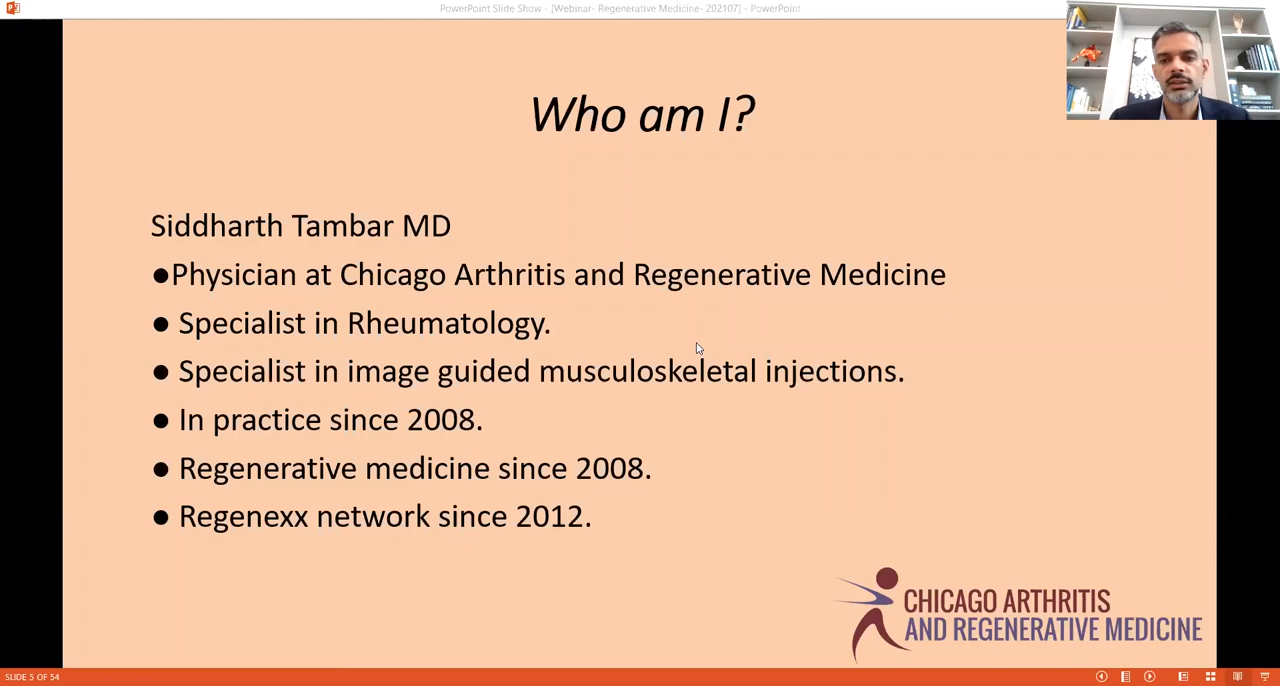 PowerPoint Slide Show - [Webinar- Regenerative Medicine- 202107] - PowerPoint
Who am I?
Siddharth Tambar MD
●Physician at Chicago Arthritis and Regenerative Medicine
● Specialist in Rheumatology.
● Specialist in image guided musculoskeletal injections.
● In practice since 2008.
● Regenerative medicine since 2008.
● Regenexx network since 2012.
CHICAGO ARTHRITIS
AND REGENERATIVE MEDICINE
SLIDE 5 OF 54